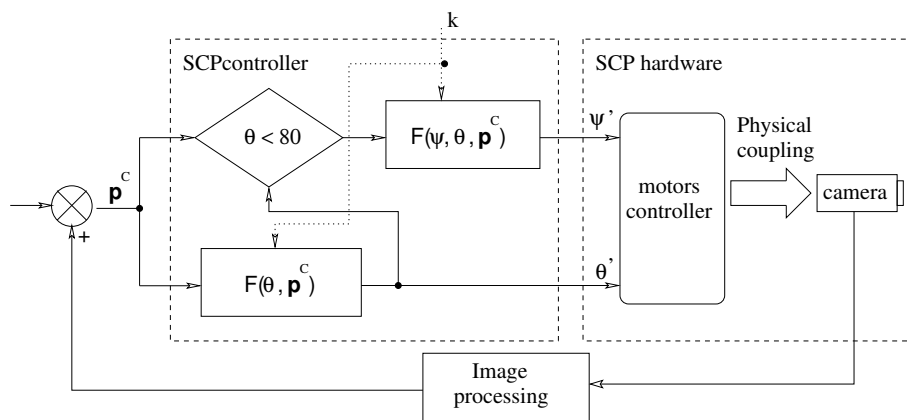 k
SCPcontroller
SCP hardware
θ < 80
F(ψ, θ , p^C)
ψ'
Physical
coupling
p^C
motors
controller
camera
+
F(θ , p^C)
θ'
Image
processing